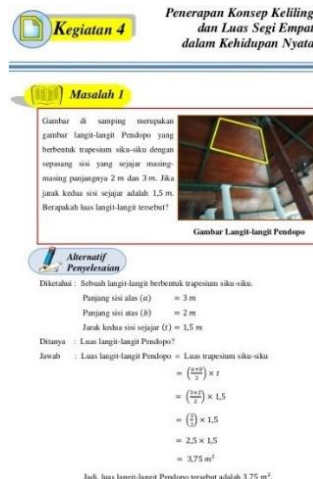 Kegiatan 4
Penerapan Konsep Keliling
dan Luas Segi Empat
dalam Kehidupan Nyata
Masalah 1
Gambar di samping merupakan
gambar langit-langit Pendopo yang
berbentuk trapesium siku-siku dengan
sepasang sisi yang sejajar masing-
masing panjangnya 2 m dan 3 m. Jika
jarak kedua sisi sejajar adalah 1,5 m.
Berapakah luas langit-langit tersebut?
Gambar Langit-langit Pendopo
Alternatif
Penyelesaian
Diketahui : Sebuah langit-langit berbentuk trapesium siku-siku.
Panjang sisi alas (a) = 3 m
Panjang sisi atas (b) = 2 m
Jarak kedua sisi sejajar (t) = 1,5 m
Ditanya : Luas langit-langit Pendopo?
Jawab : Luas langit-langit Pendopo = Luas trapesium siku-siku
= (a+b/2) × t
= (3+2/2) × 1,5
= (5/2) × 1,5
= 2,5 × 1,5
= 3,75 m²
Jadi, luas langit-langit Pendopo tersebut adalah 3,75 m².